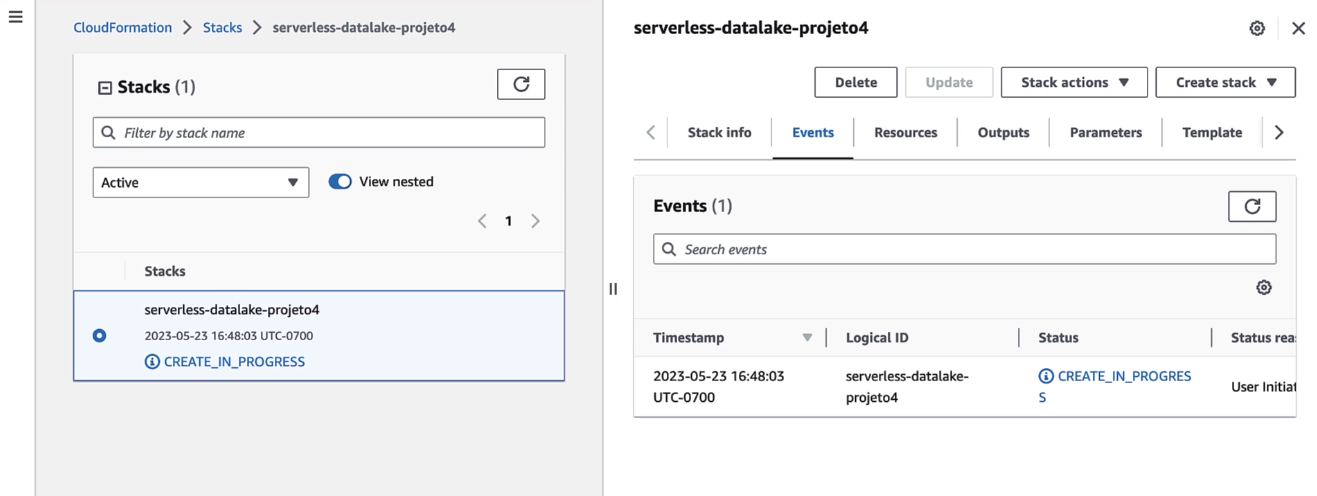 CloudFormation > Stacks > serverless-datalake-projeto4
Stacks (1)
Filter by stack name
Active
View nested
1
Stacks
serverless-datalake-projeto4
2023-05-23 16:48:03 UTC-0700
CREATE_IN_PROGRESS
serverless-datalake-projeto4
Delete
Update
Stack actions
Create stack
Stack info
Events
Resources
Outputs
Parameters
Template
Events (1)
Search events
Timestamp
Logical ID
Status
Status rea
2023-05-23 16:48:03
UTC-0700
serverless-datalake-
projeto4
CREATE_IN_PROGRES
S
User Initiat